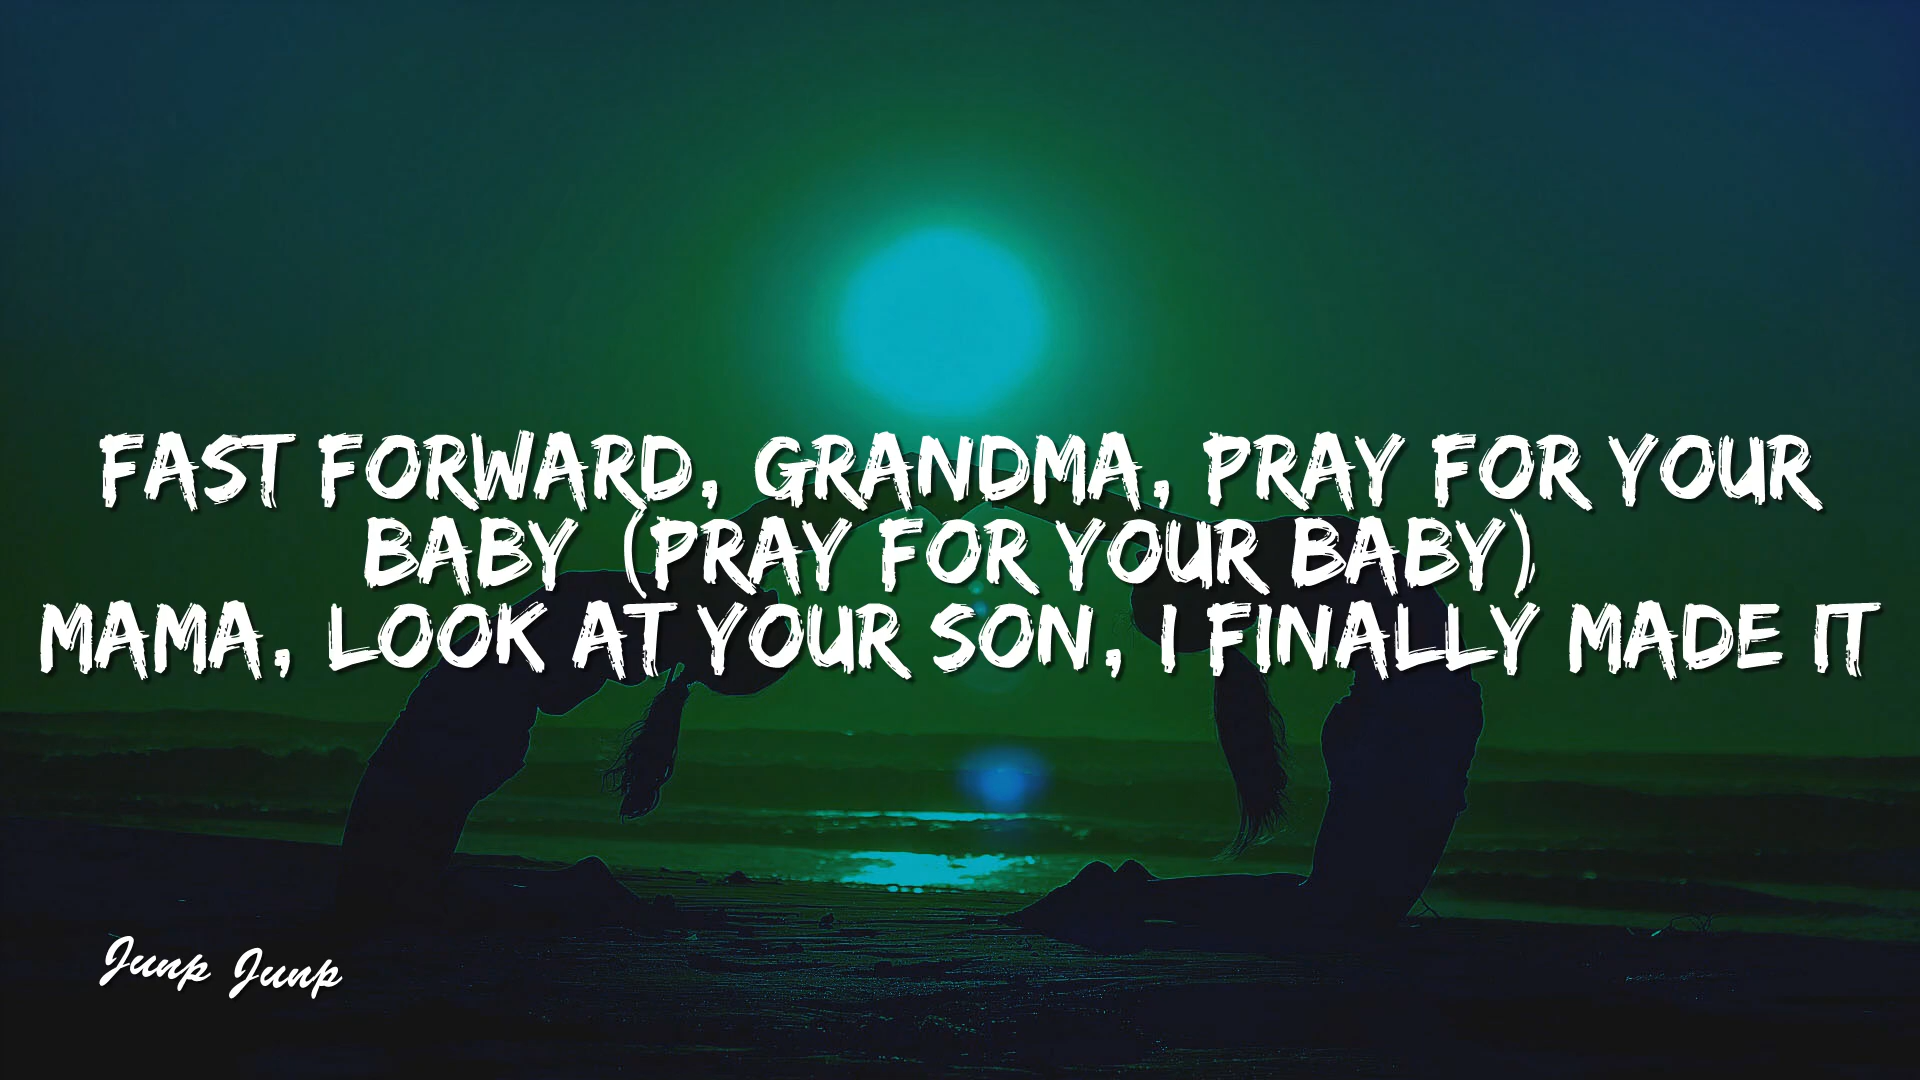 FAST FORWARD, GRANDMA, PRAY FOR YOUR
BABY (PRAY FOR YOUR BABY)
MAMA, LOOK AT YOUR SON, I FINALLY MADE IT
Junp Junp